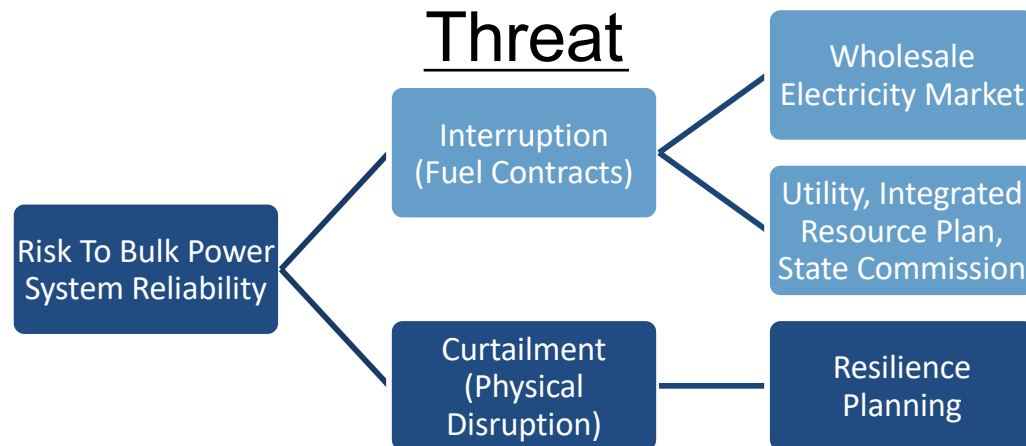 Threat
Wholesale
Electricity Market
Interruption
(Fuel Contracts)
Utility, Integrated
Resource Plan,
State Commission
Risk To Bulk Power
System Reliability
Curtailment
(Physical
Disruption)
Resilience
Planning